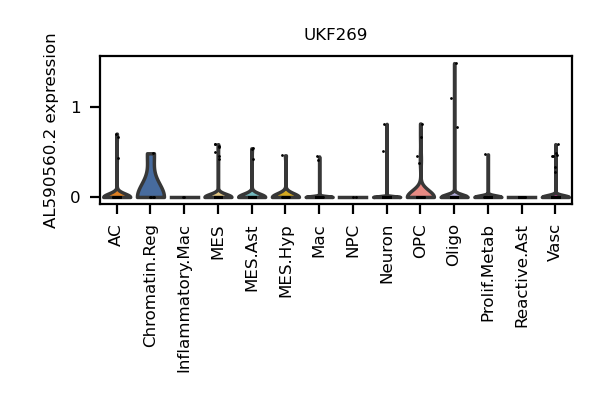 UKF269
AL590560.2 expression
1
0
AC
Chromatin.Reg
Inflammatory.Mac
MES
MES.Ast
MES.Hyp
Mac
NPC
Neuron
OPC
Oligo
Prolif.Metab
Reactive.Ast
Vasc